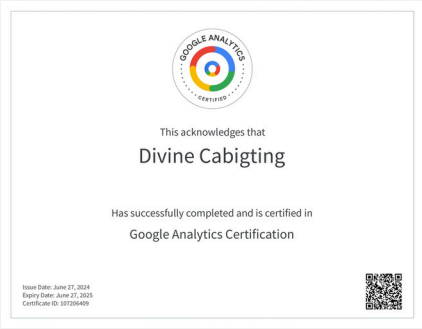 GOOGLE ANALYTICS
CERTIFIED
This acknowledges that
Divine Cabigting
Has successfully completed and is certified in
Google Analytics Certification
Issue Date: June 27, 2024
Expiry Date: June 27, 2025
Certificate ID: 107206409